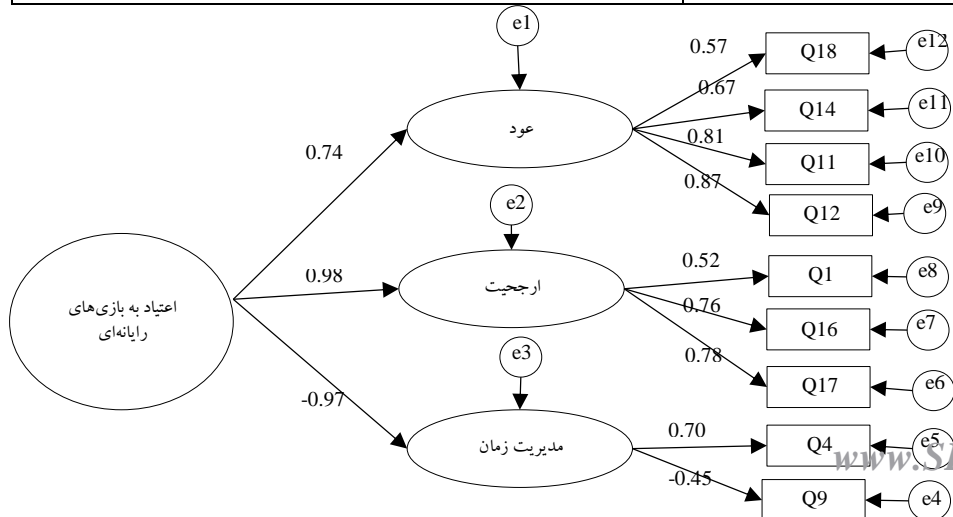 e1
e12
0.57
Q18
0.67
e11
Q14
عود
0.74
0.81
e10
Q11
0.87
e9
Q12
e2
0.52
e8
Q1
0.98
ارجحیت
0.76
e7
Q16
اعتیاد به بازی‌های
رایانه‌ای
e3
0.78
e6
Q17
-0.97
0.70
e5
Q4
مدیریت زمان
www.SI
-0.45
e4
Q9